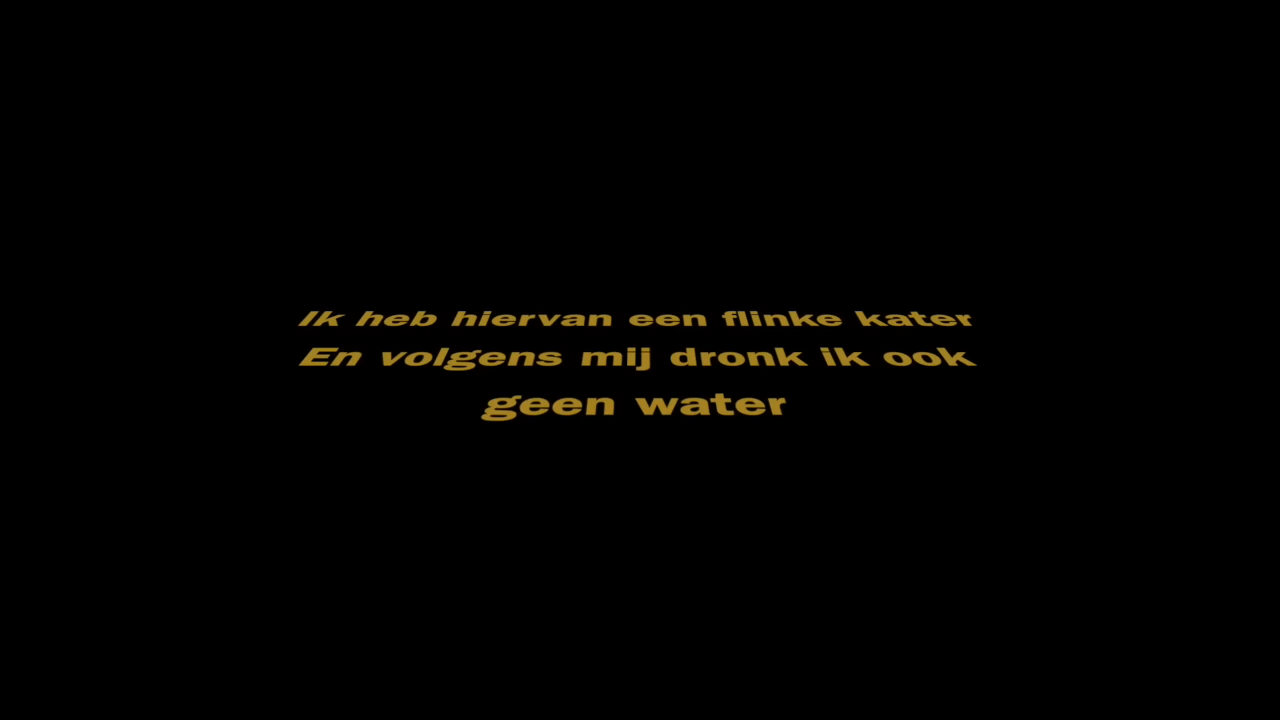 Ik heb hiervan een flinke kater
En volgens mij dronk ik ook
geen water